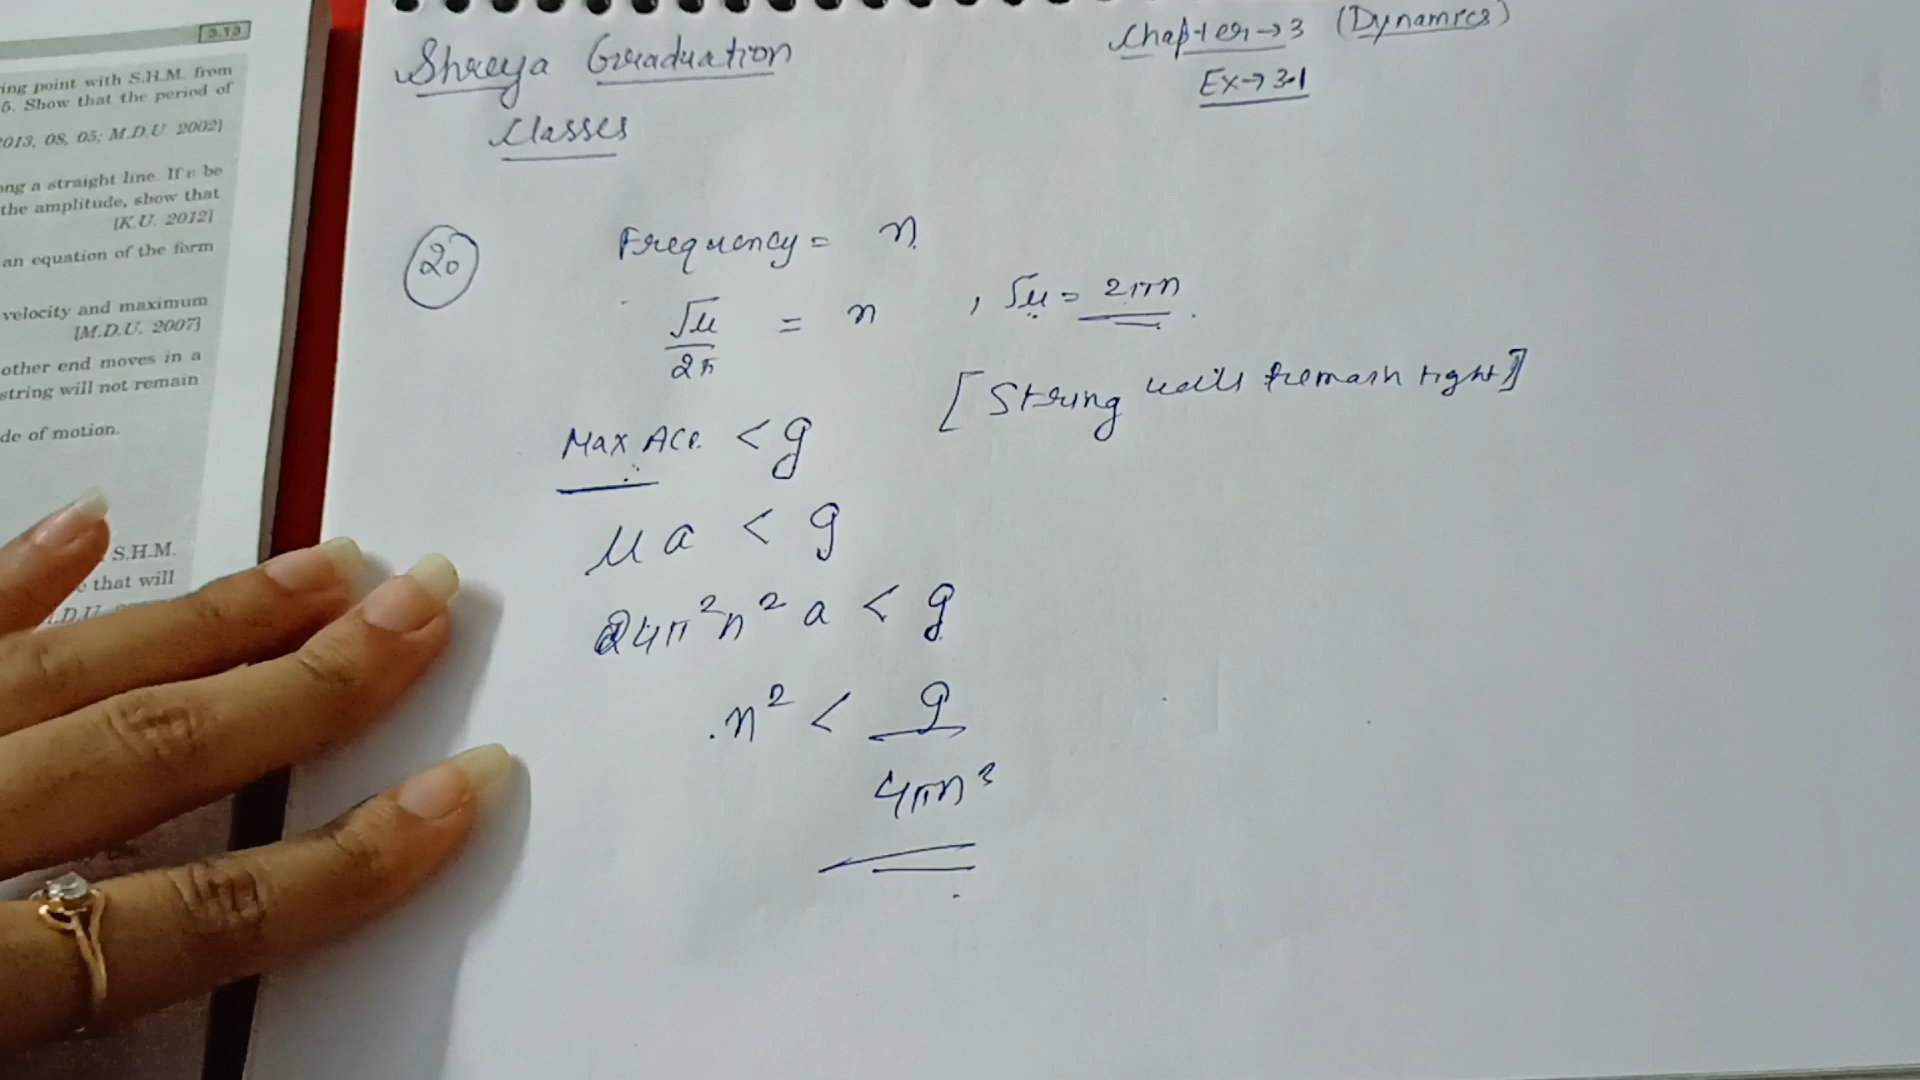 3.13
ing point with S.H.M. from
5. Show that the period of
2013, 08, 05; M.D.U. 2002]
ong a straight line. If v be
the amplitude, show that
[K.U. 2012]
an equation of the form
velocity and maximum
[M.D.U. 2007]
other end moves in a
string will not remain
de of motion.
S.H.M.
that will
Shreya Graduation
Classes
Chapter→3 (Dynamics)
Ex→3.1
20
Frequency = n
√μ/2π = n , √μ = 2πn
Max Acc. < g [String will remain tight]
μa < g
4π²n²a < g
n² < g
4πn³